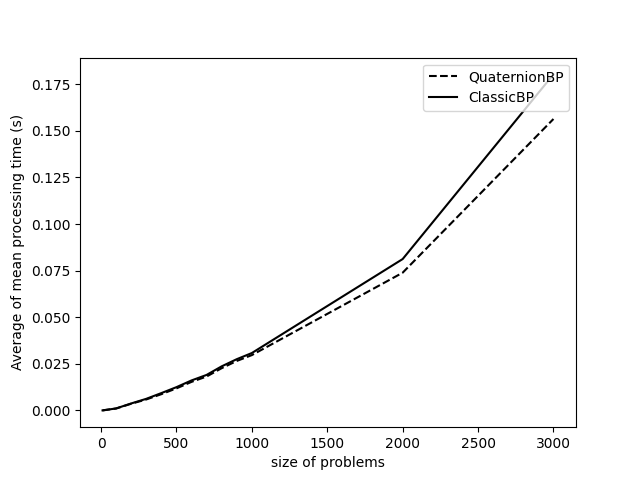 QuaternionBP
ClassicBP
0.175
0.150
0.125
0.100
0.075
0.050
0.025
0.000
Average of mean processing time (s)
0 500 1000 1500 2000 2500 3000
size of problems